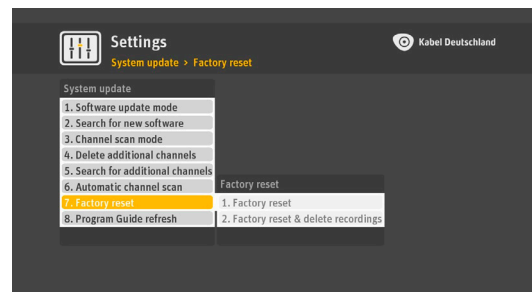 Settings
Kabel Deutschland
System update > Factory reset
System update
1. Software update mode
2. Search for new software
3. Channel scan mode
4. Delete additional channels
5. Search for additional channels
6. Automatic channel scan
7. Factory reset
8. Program Guide refresh
Factory reset
1. Factory reset
2. Factory reset & delete recordings